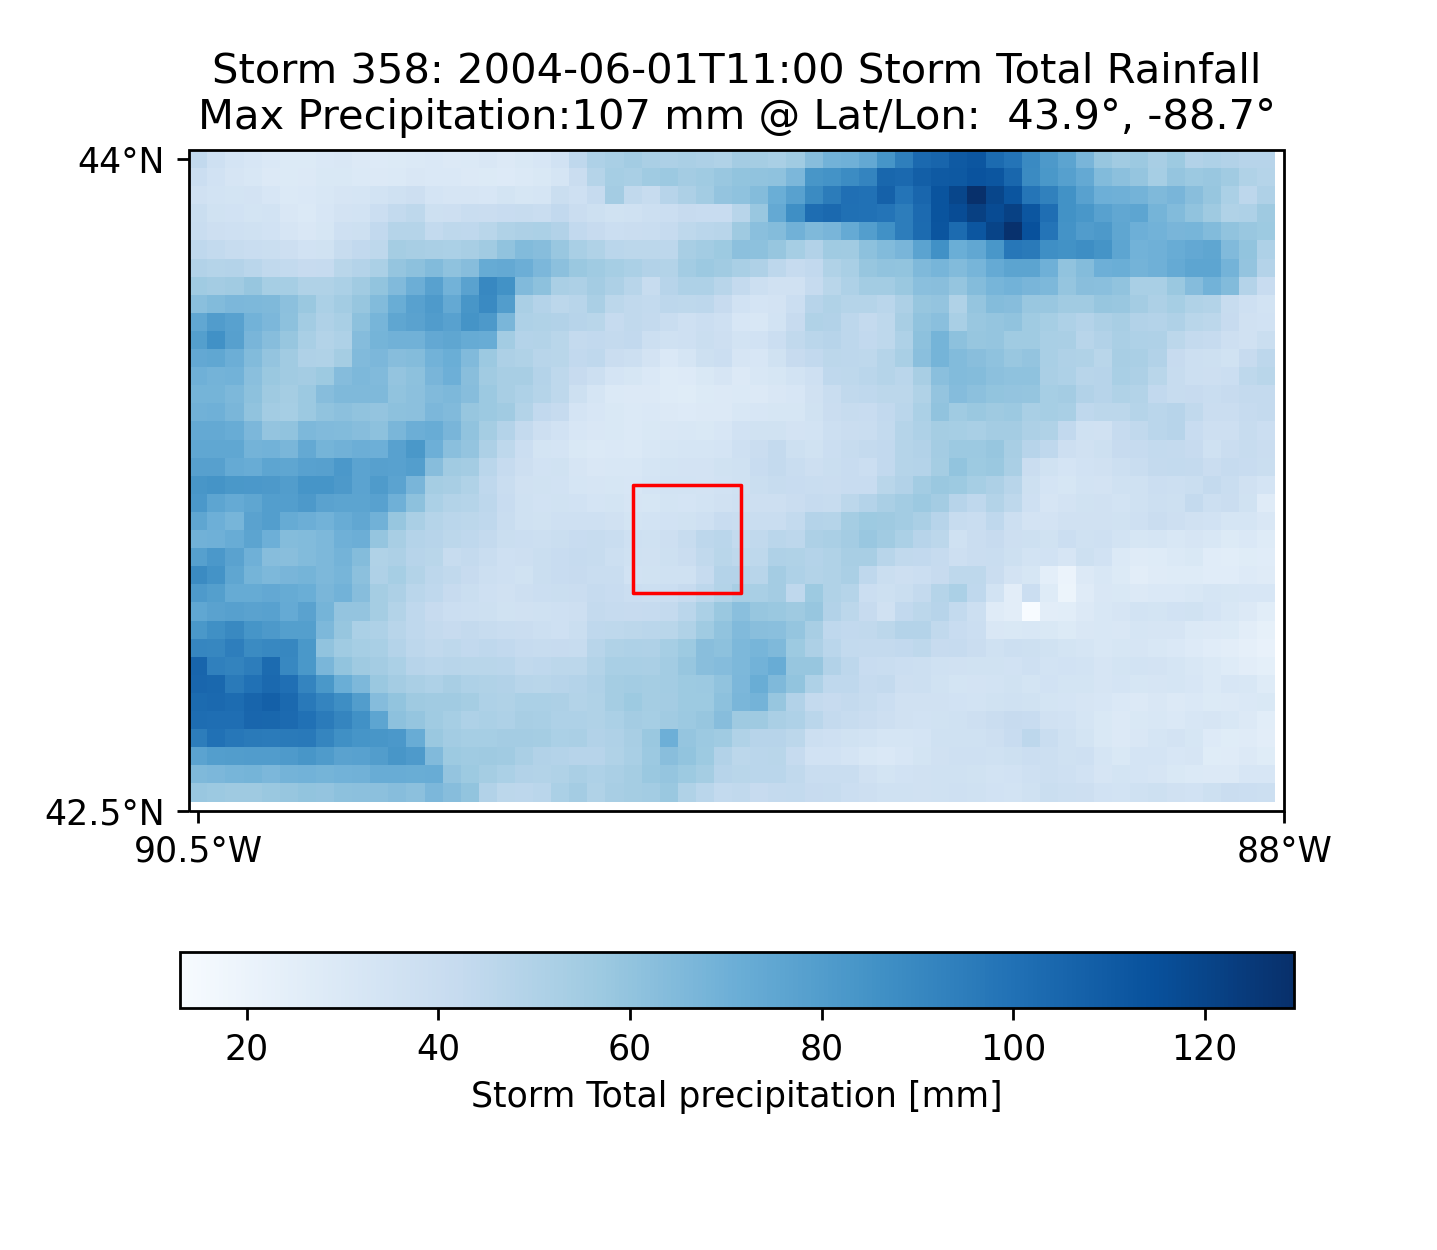 Storm 358: 2004-06-01T11:00 Storm Total Rainfall
Max Precipitation:107 mm @ Lat/Lon:  43.9°, -88.7°
44°N
42.5°N
90.5°W 88°W
20 40 60 80 100 120
Storm Total precipitation [mm]